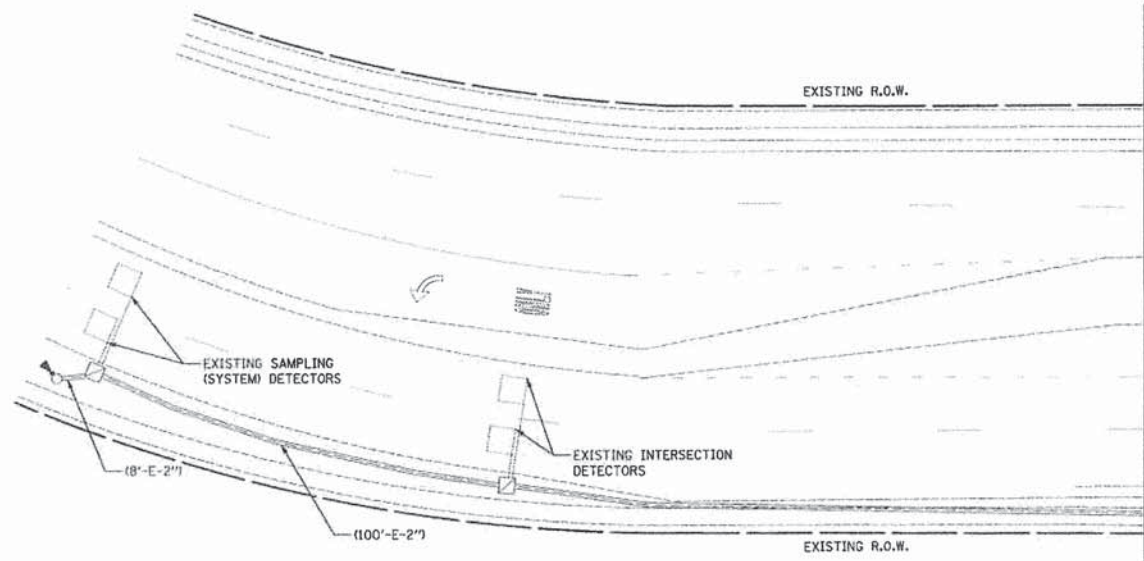 EXISTING R.O.W.
EXISTING SAMPLING
(SYSTEM) DETECTORS
EXISTING INTERSECTION
DETECTORS
(8'-E-2")
(100'-E-2")
EXISTING R.O.W.